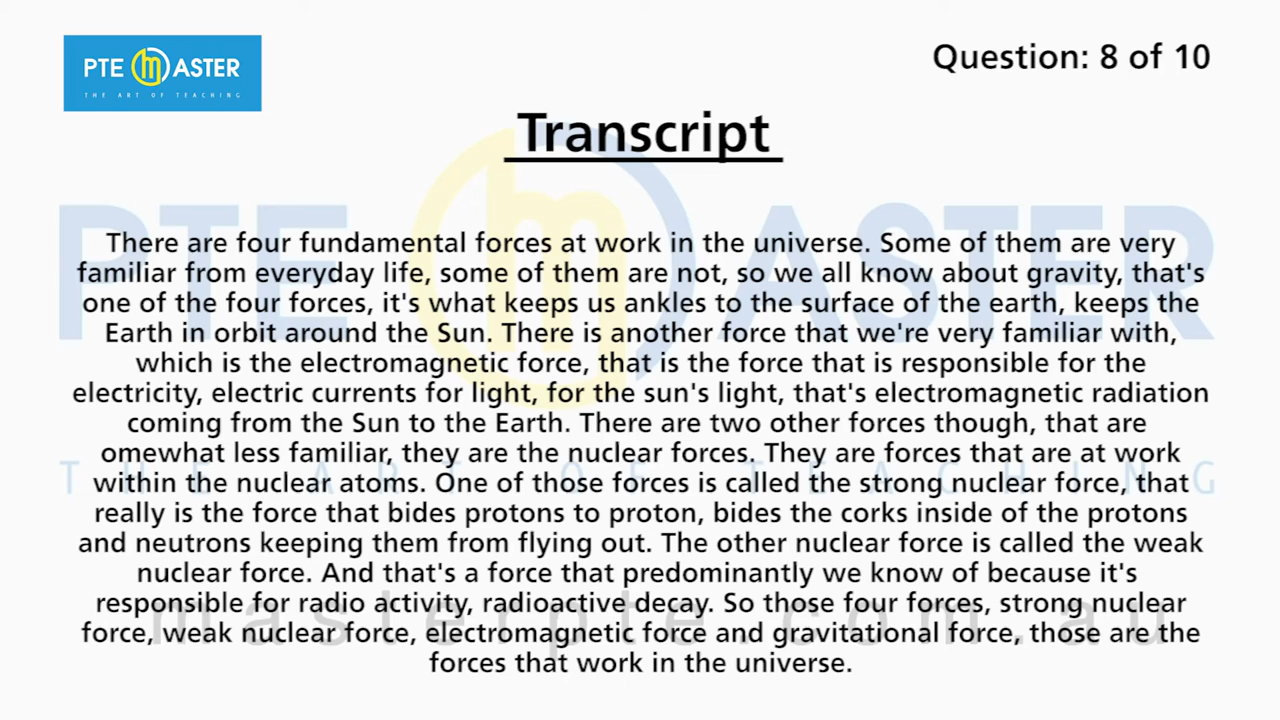 PTE MASTER
THE ART OF TEACHING
Question: 8 of 10
Transcript
There are four fundamental forces at work in the universe. Some of them are very
familiar from everyday life, some of them are not, so we all know about gravity, that's
one of the four forces, it's what keeps us ankles to the surface of the earth, keeps the
Earth in orbit around the Sun. There is another force that we're very familiar with,
which is the electromagnetic force, that is the force that is responsible for the
electricity, electric currents for light, for the sun's light, that's electromagnetic radiation
coming from the Sun to the Earth. There are two other forces though, that are
omewhat less familiar, they are the nuclear forces. They are forces that are at work
within the nuclear atoms. One of those forces is called the strong nuclear force, that
really is the force that bides protons to proton, bides the corks inside of the protons
and neutrons keeping them from flying out. The other nuclear force is called the weak
nuclear force. And that's a force that predominantly we know of because it's
responsible for radio activity, radioactive decay. So those four forces, strong nuclear
force, weak nuclear force, electromagnetic force and gravitational force, those are the
forces that work in the universe.
PTE MASTER
THE ART OF TEACHING
masterpte.com.au